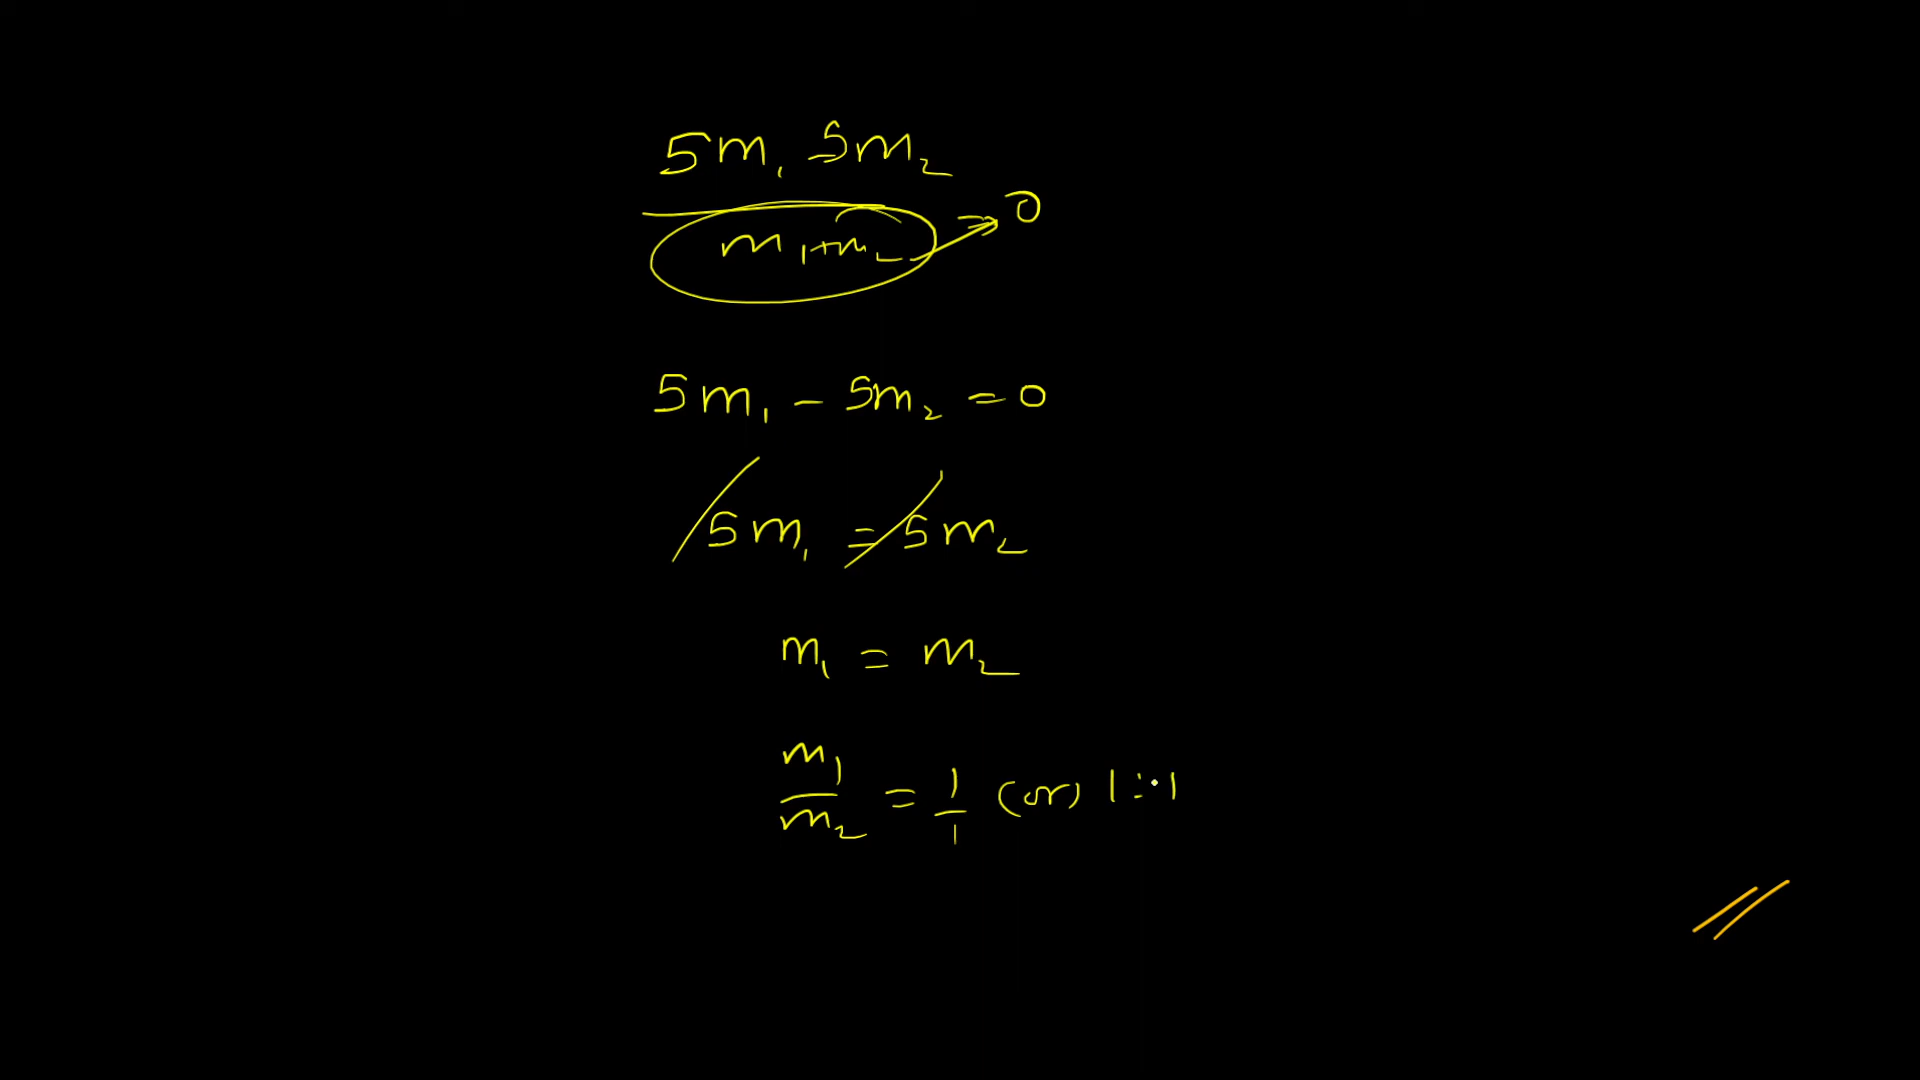 5m₁ - 5m₂
m₁+m₂ → 0
5m₁ - 5m₂ = 0
5m₁ = 5m₂
m₁ = m₂
m₁/m₂ = 1/1 (or) 1:1